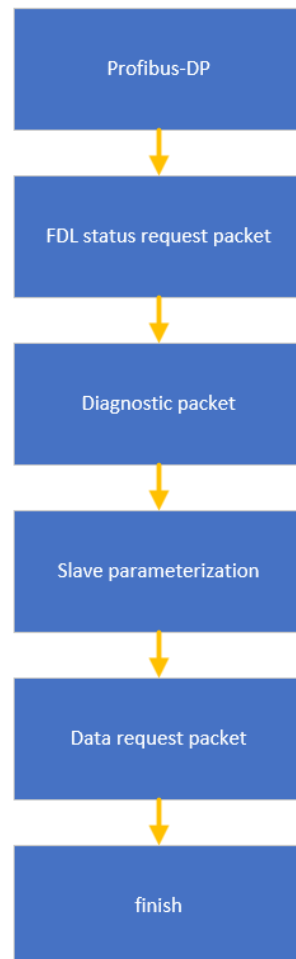 Profibus-DP
FDL status request packet
Diagnostic packet
Slave parameterization
Data request packet
finish